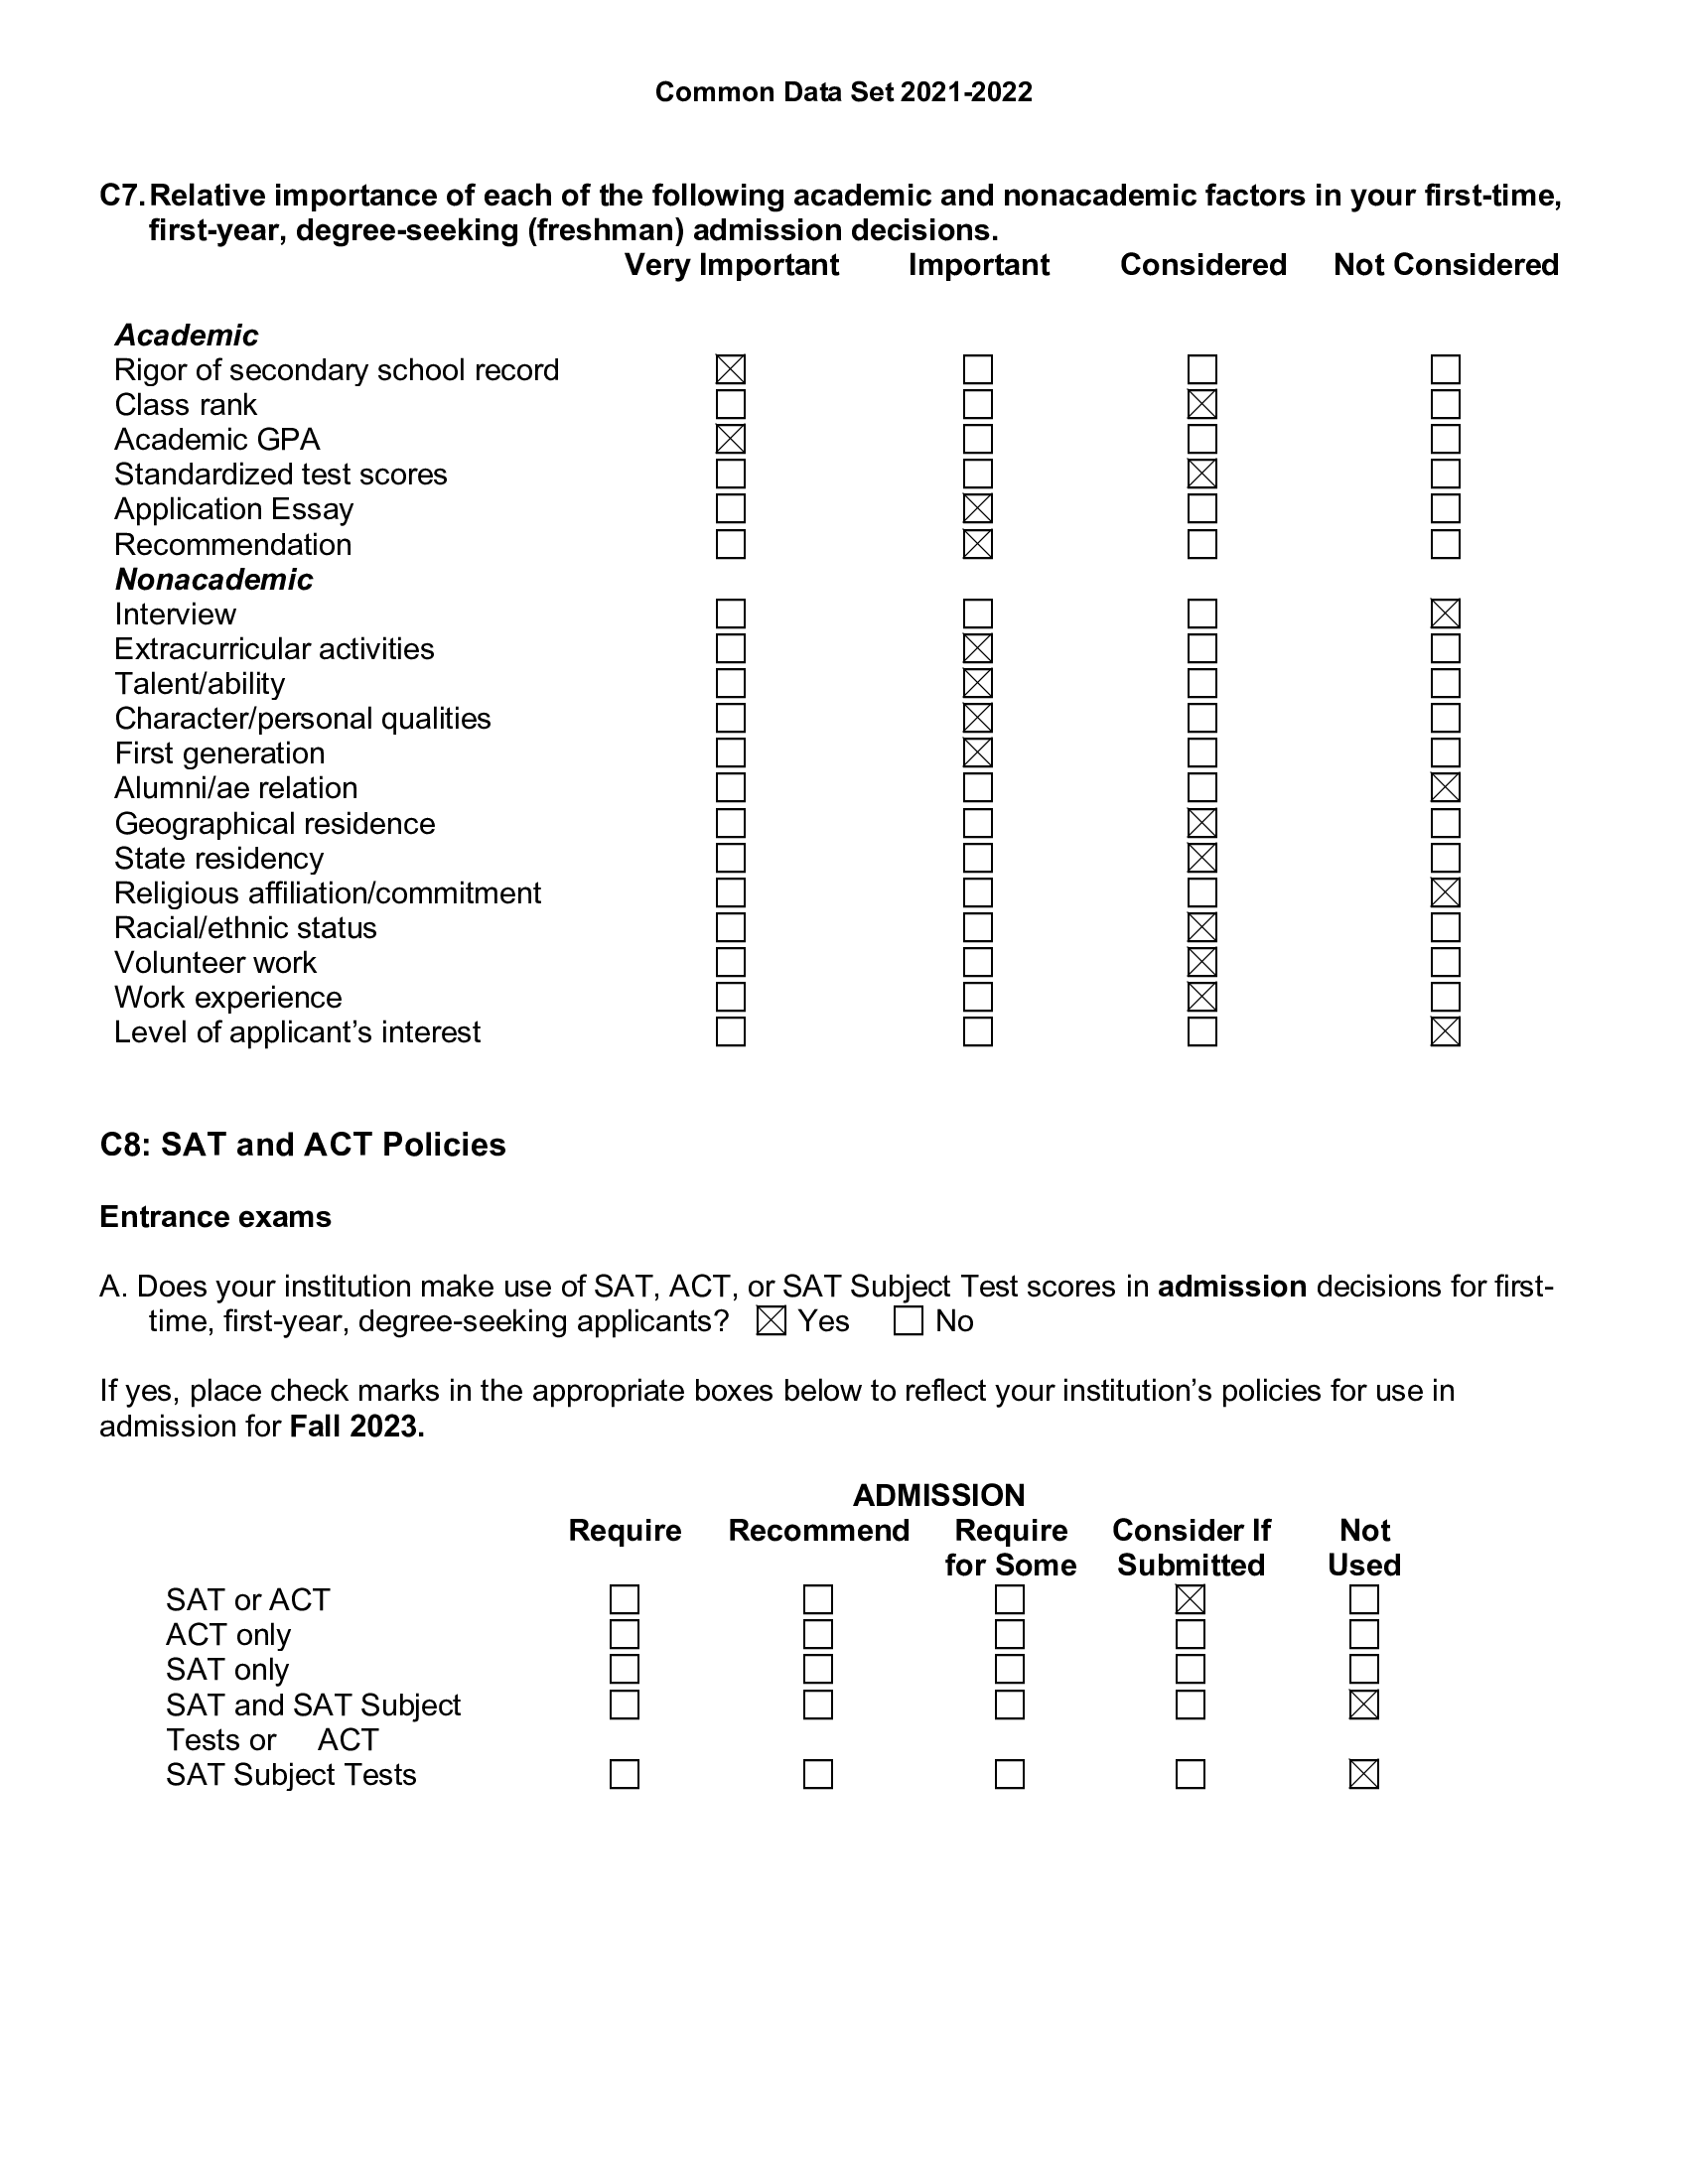 Common Data Set 2021-2022
C7. Relative importance of each of the following academic and nonacademic factors in your first-time,
first-year, degree-seeking (freshman) admission decisions.
Very Important Important Considered Not Considered
Academic
Rigor of secondary school record ☒ ☐ ☐ ☐
Class rank ☐ ☐ ☒ ☐
Academic GPA ☒ ☐ ☐ ☐
Standardized test scores ☐ ☐ ☒ ☐
Application Essay ☐ ☒ ☐ ☐
Recommendation ☐ ☒ ☐ ☐
Nonacademic
Interview ☐ ☐ ☐ ☒
Extracurricular activities ☐ ☒ ☐ ☐
Talent/ability ☐ ☒ ☐ ☐
Character/personal qualities ☐ ☒ ☐ ☐
First generation ☐ ☒ ☐ ☐
Alumni/ae relation ☐ ☐ ☐ ☒
Geographical residence ☐ ☐ ☒ ☐
State residency ☐ ☐ ☒ ☐
Religious affiliation/commitment ☐ ☐ ☐ ☒
Racial/ethnic status ☐ ☐ ☒ ☐
Volunteer work ☐ ☐ ☒ ☐
Work experience ☐ ☐ ☒ ☐
Level of applicant’s interest ☐ ☐ ☐ ☒
C8: SAT and ACT Policies
Entrance exams
A. Does your institution make use of SAT, ACT, or SAT Subject Test scores in admission decisions for first-
time, first-year, degree-seeking applicants? ☒ Yes ☐ No
If yes, place check marks in the appropriate boxes below to reflect your institution’s policies for use in
admission for Fall 2023.
ADMISSION
Require Recommend Require Consider If Not
for Some Submitted Used
SAT or ACT ☐ ☐ ☐ ☒ ☐
ACT only ☐ ☐ ☐ ☐ ☐
SAT only ☐ ☐ ☐ ☐ ☐
SAT and SAT Subject ☐ ☐ ☐ ☐ ☒
Tests or ACT
SAT Subject Tests ☐ ☐ ☐ ☐ ☒